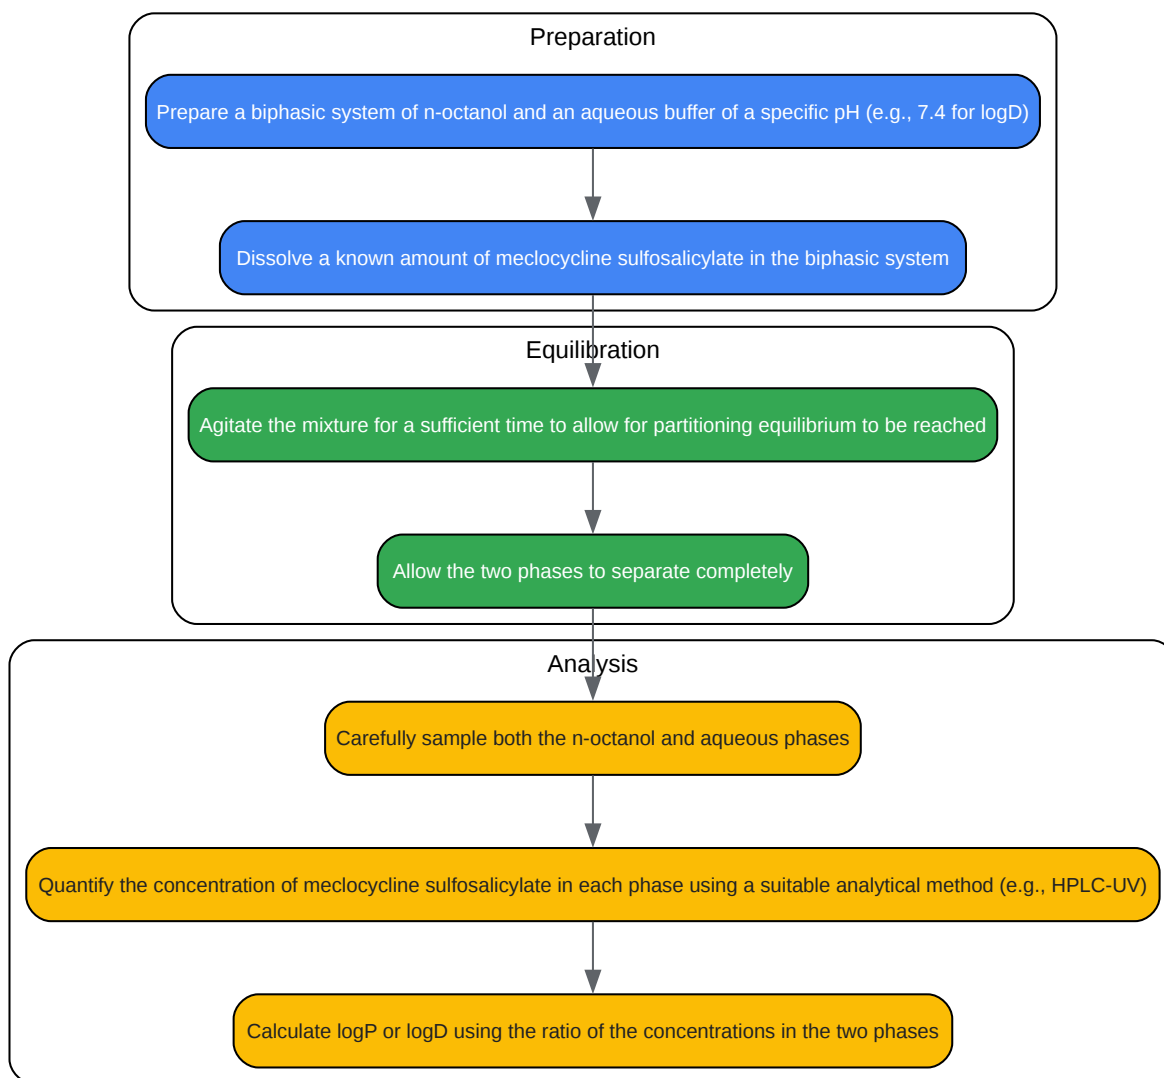 Preparation
Prepare a biphasic system of n-octanol and an aqueous buffer of a specific pH (e.g., 7.4 for logD)
Dissolve a known amount of meclocycline sulfosalicylate in the biphasic system
Equilibration
Agitate the mixture for a sufficient time to allow for partitioning equilibrium to be reached
Allow the two phases to separate completely
Analysis
Carefully sample both the n-octanol and aqueous phases
Quantify the concentration of meclocycline sulfosalicylate in each phase using a suitable analytical method (e.g., HPLC-UV)
Calculate logP or logD using the ratio of the concentrations in the two phases